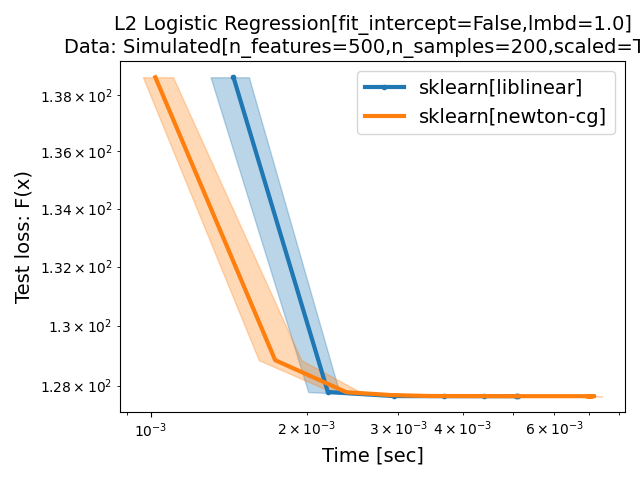 L2 Logistic Regression[fit_intercept=False,lmbd=1.0]
Data: Simulated[n_features=500,n_samples=200,scaled=T
sklearn[liblinear]
sklearn[newton-cg]
Test loss: F(x)
1.38 × 10²
1.36 × 10²
1.34 × 10²
1.32 × 10²
1.3 × 10²
1.28 × 10²
10⁻³ 2 × 10⁻³ 3 × 10⁻³ 4 × 10⁻³ 6 × 10⁻³
Time [sec]